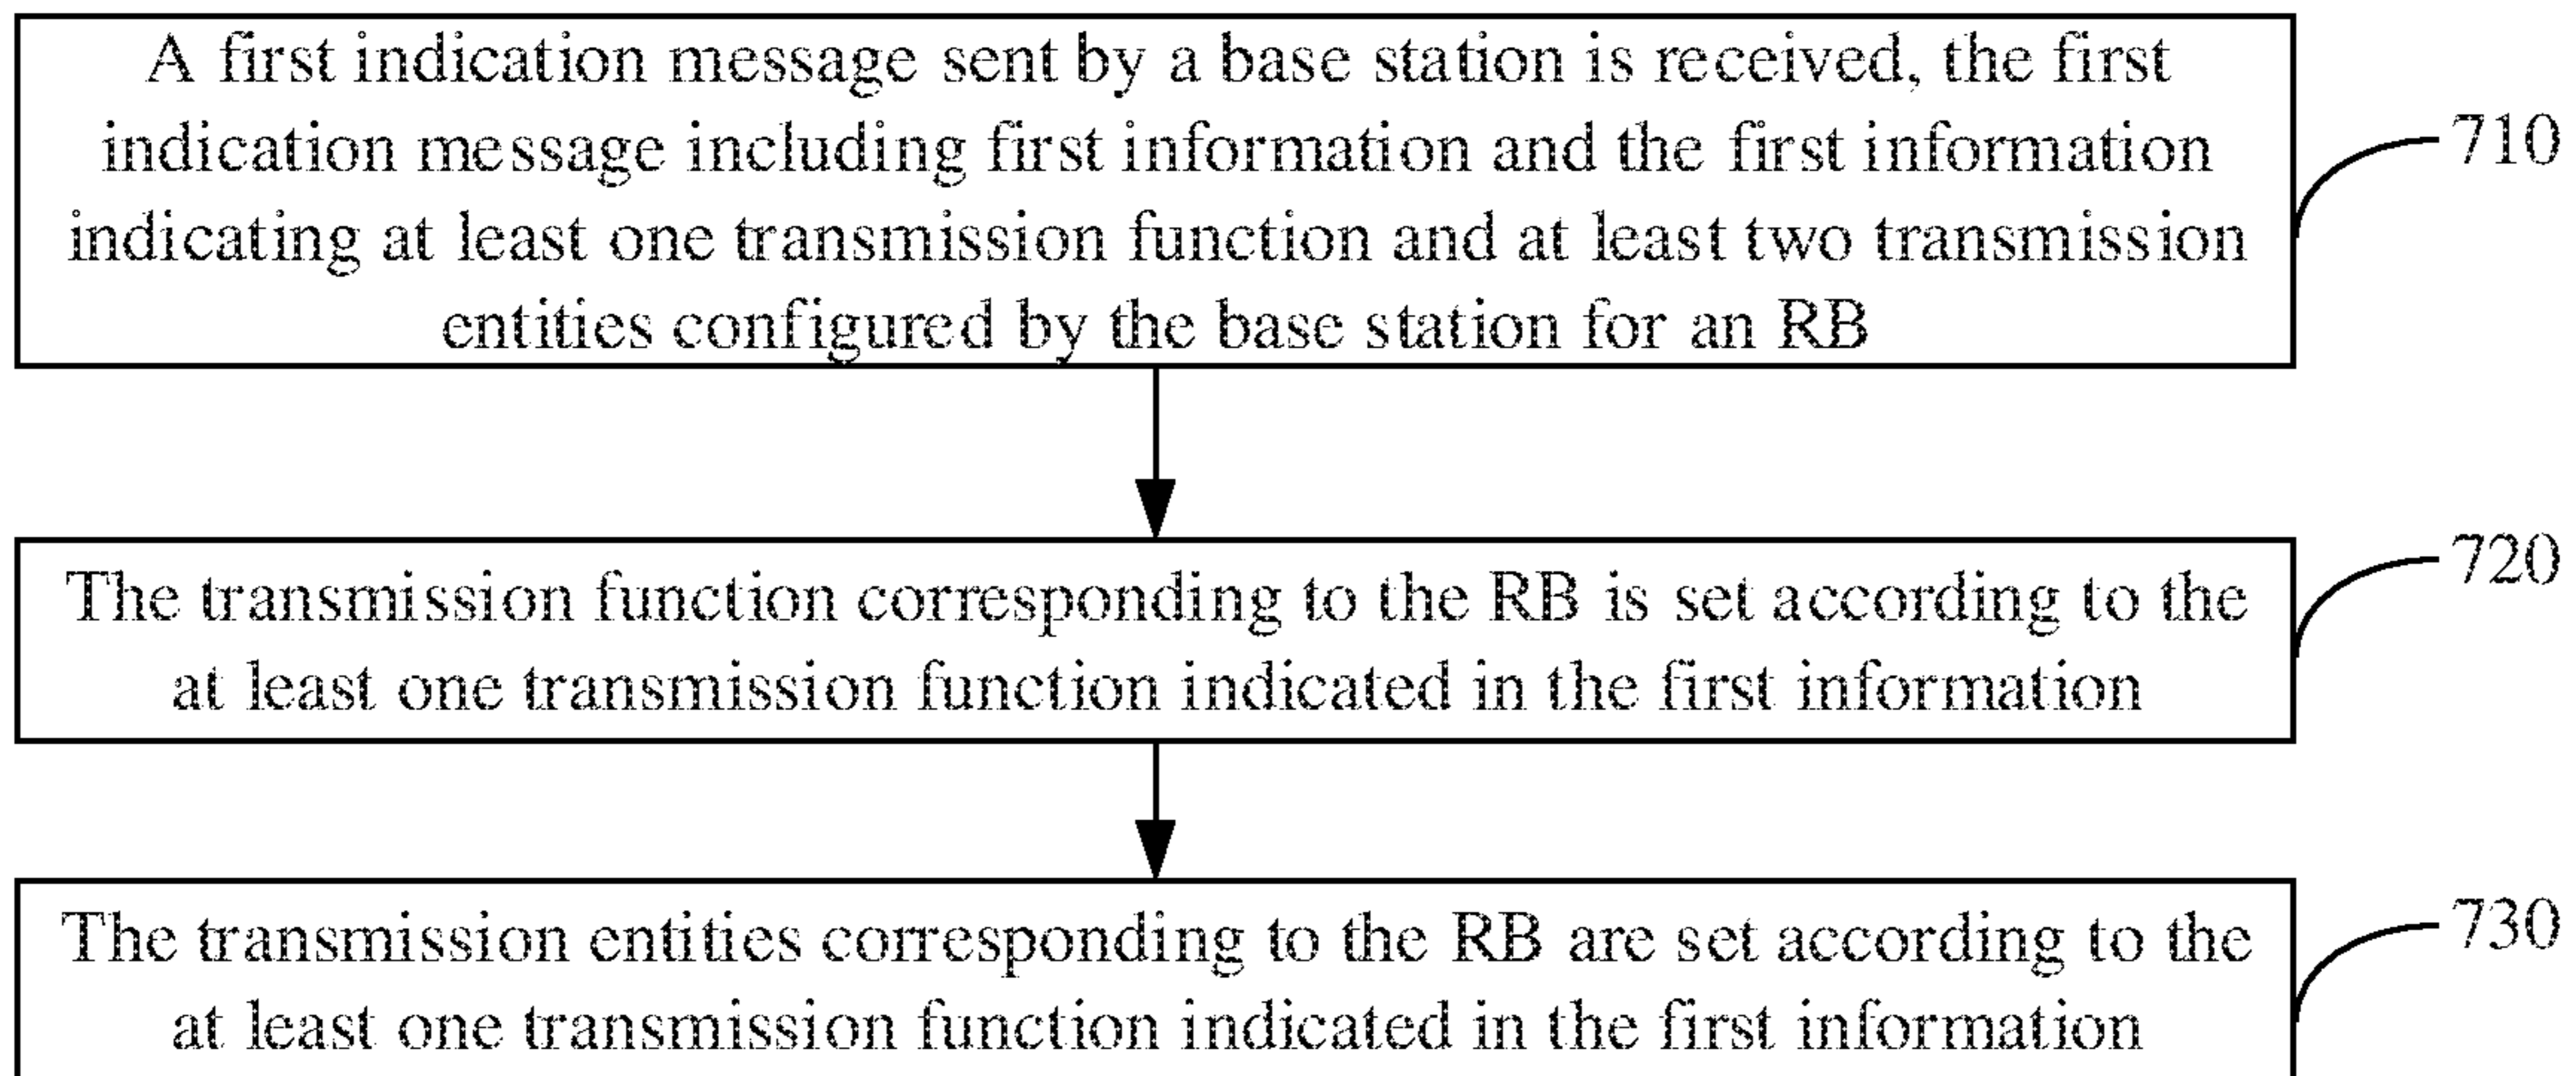 A first indication message sent by a base station is received, the first
indication message including first information and the first information
indicating at least one transmission function and at least two transmission
entities configured by the base station for an RB
710
The transmission function corresponding to the RB is set according to the
at least one transmission function indicated in the first information
720
The transmission entities corresponding to the RB are set according to the
at least one transmission function indicated in the first information
730